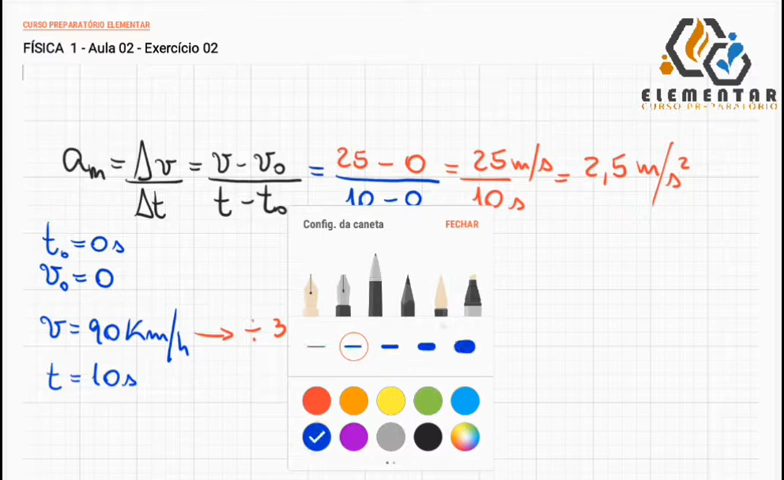 CURSO PREPARATÓRIO ELEMENTAR
FÍSICA 1 - Aula 02 - Exercício 02
ELEMENTAR
CURSO PREPARATÓRIO
am = Δv/Δt = v - v₀/t - t₀ = 25 - 0/10 - 0 = 25 m/s/10 s = 2,5 m/s²
t₀ = 0s
v₀ = 0
v = 90 Km/h → ÷ 3
t = 10s
Config. da caneta
FECHAR